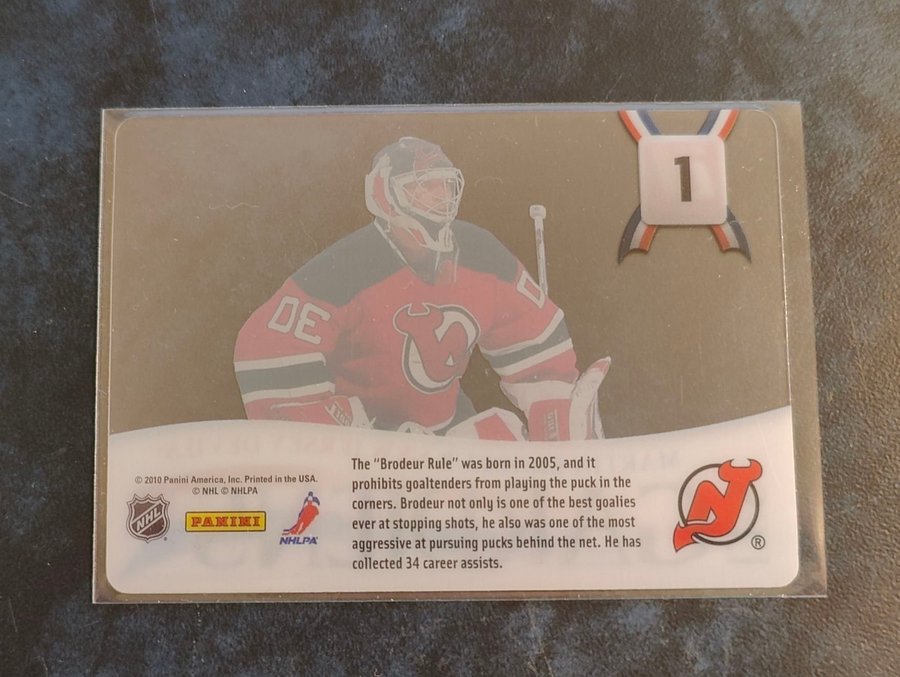 1
30
The "Brodeur Rule" was born in 2005, and it
prohibits goaltenders from playing the puck in the
corners. Brodeur not only is one of the best goalies
ever at stopping shots, he also was one of the most
aggressive at pursuing pucks behind the net. He has
collected 34 career assists.
© 2010 Panini America, Inc. Printed in the USA.
© NHL © NHLPA
NHL
PANINI
NHLPA
®